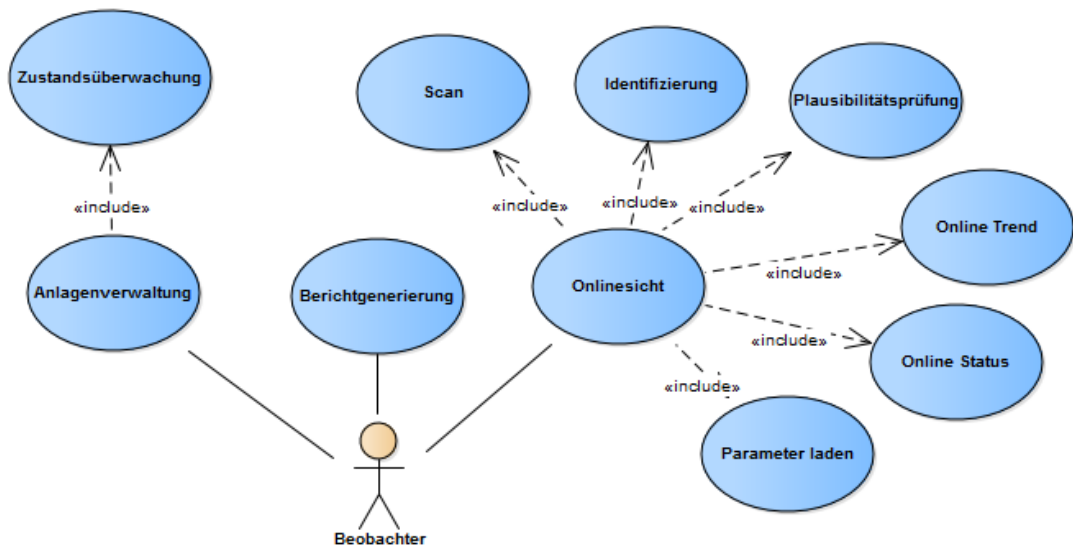 Zustandsüberwachung
Scan
Identifizierung
Plausibilitätsprüfung
«include»
«include»
«include»
«include»
Online Trend
«include»
Anlagenverwaltung
Berichtgenerierung
Onlinesicht
«include»
Online Status
«include»
Parameter laden
Beobachter